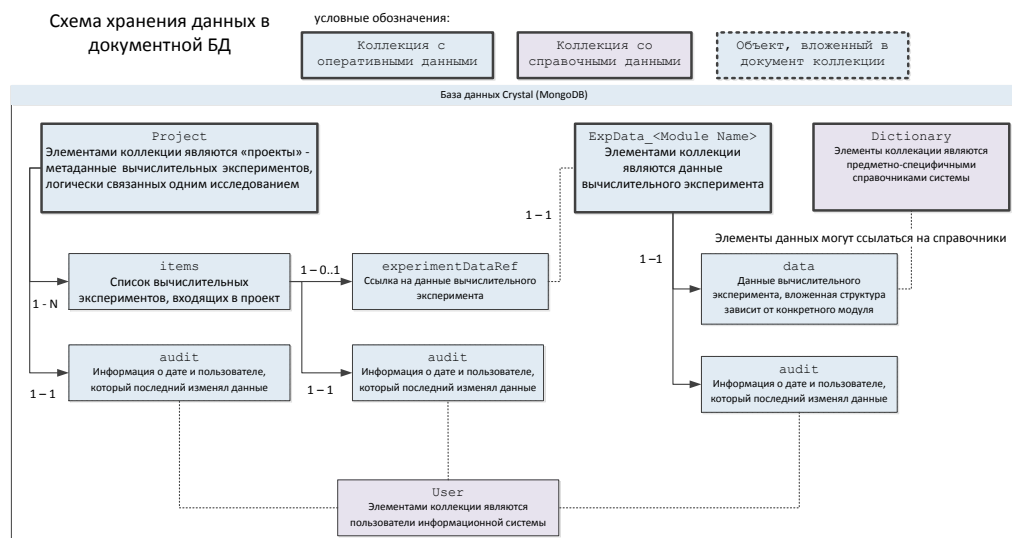 Схема хранения данных в
документной БД
условные обозначения:
Коллекция с
оперативными данными
Коллекция со
справочными данными
Объект, вложенный в
документ коллекции
База данных Crystal (MongoDB)
Project
Элементами коллекции являются «проекты» -
метаданные вычислительных экспериментов,
логически связанных одним исследованием
ExpData_<Module Name>
Элементами коллекции
являются данные
вычислительного эксперимента
Dictionary
Элементы коллекации являются
предметно-специфичными
справочниками системы
1 – 1
Элементы данных могут ссылаться на справочники
items
Список вычислительных
экспериментов, входящих в проект
1 - N
1 – 0..1
experimentDataRef
Ссылка на данные вычислительного
эксперимента
1–1
data
Данные вычислительного
эксперимента, вложенная структура
зависит от конкретного модуля
audit
Информация о дате и пользователе,
который последний изменял данные
1 – 1
audit
Информация о дате и пользователе,
который последний изменял данные
1 – 1
audit
Информация о дате и пользователе,
который последний изменял данные
User
Элементами коллекции являются
пользователи информационной системы